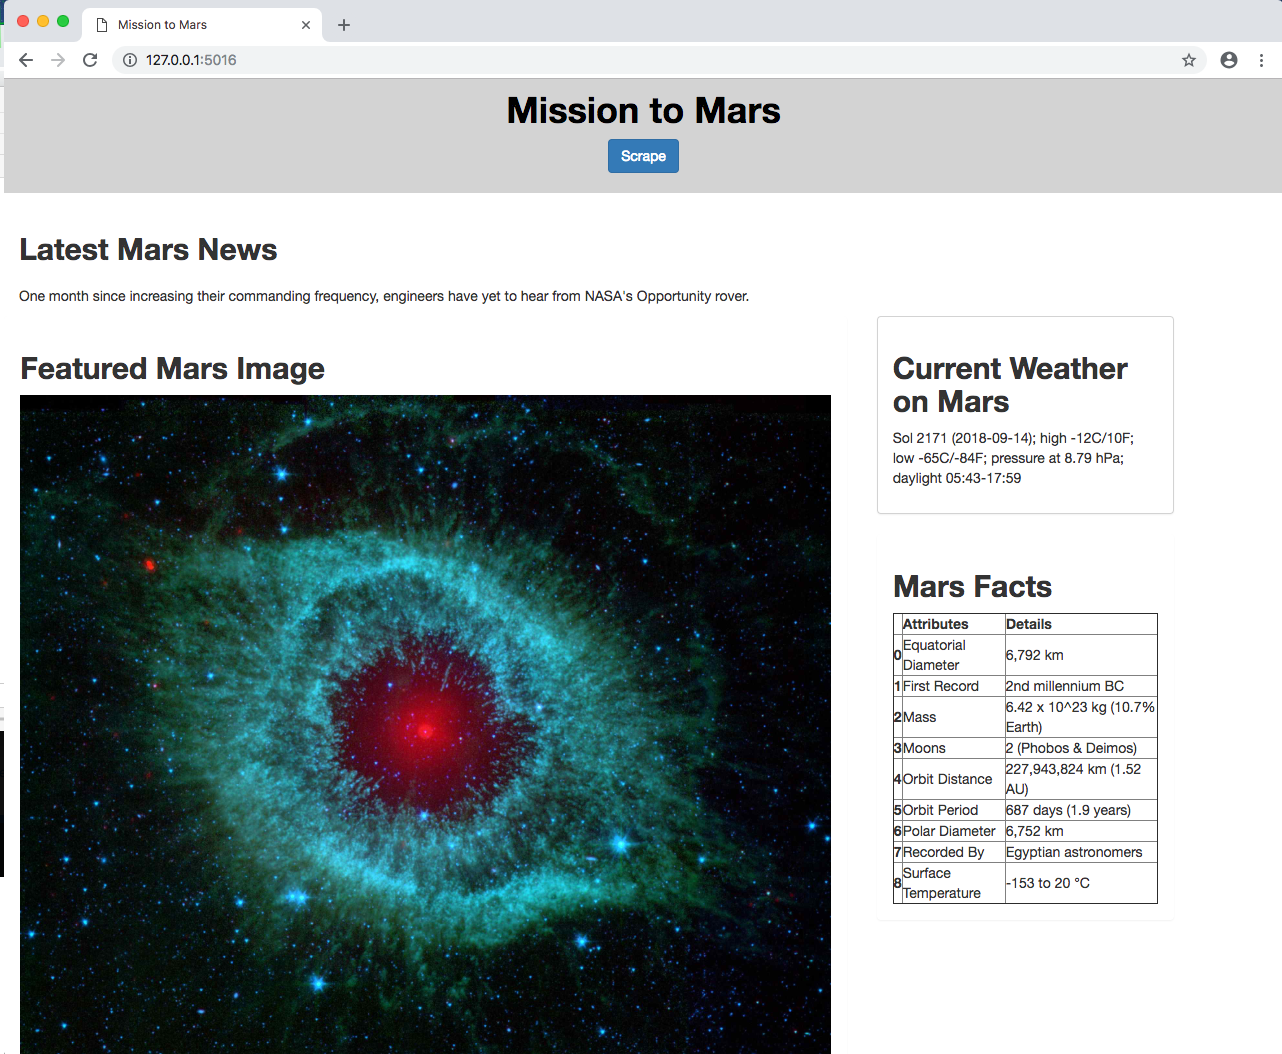 Mission to Mars
127.0.0.1:5016
Mission to Mars
Scrape
Latest Mars News
One month since increasing their commanding frequency, engineers have yet to hear from NASA's Opportunity rover.
Featured Mars Image
Current Weather
on Mars
Sol 2171 (2018-09-14); high -12C/10F;
low -65C/-84F; pressure at 8.79 hPa;
daylight 05:43-17:59
Mars Facts
Attributes Details
0 Equatorial Diameter 6,792 km
1 First Record 2nd millennium BC
2 Mass 6.42 x 10^23 kg (10.7% Earth)
3 Moons 2 (Phobos & Deimos)
4 Orbit Distance 227,943,824 km (1.52 AU)
5 Orbit Period 687 days (1.9 years)
6 Polar Diameter 6,752 km
7 Recorded By Egyptian astronomers
8 Surface Temperature -153 to 20 °C